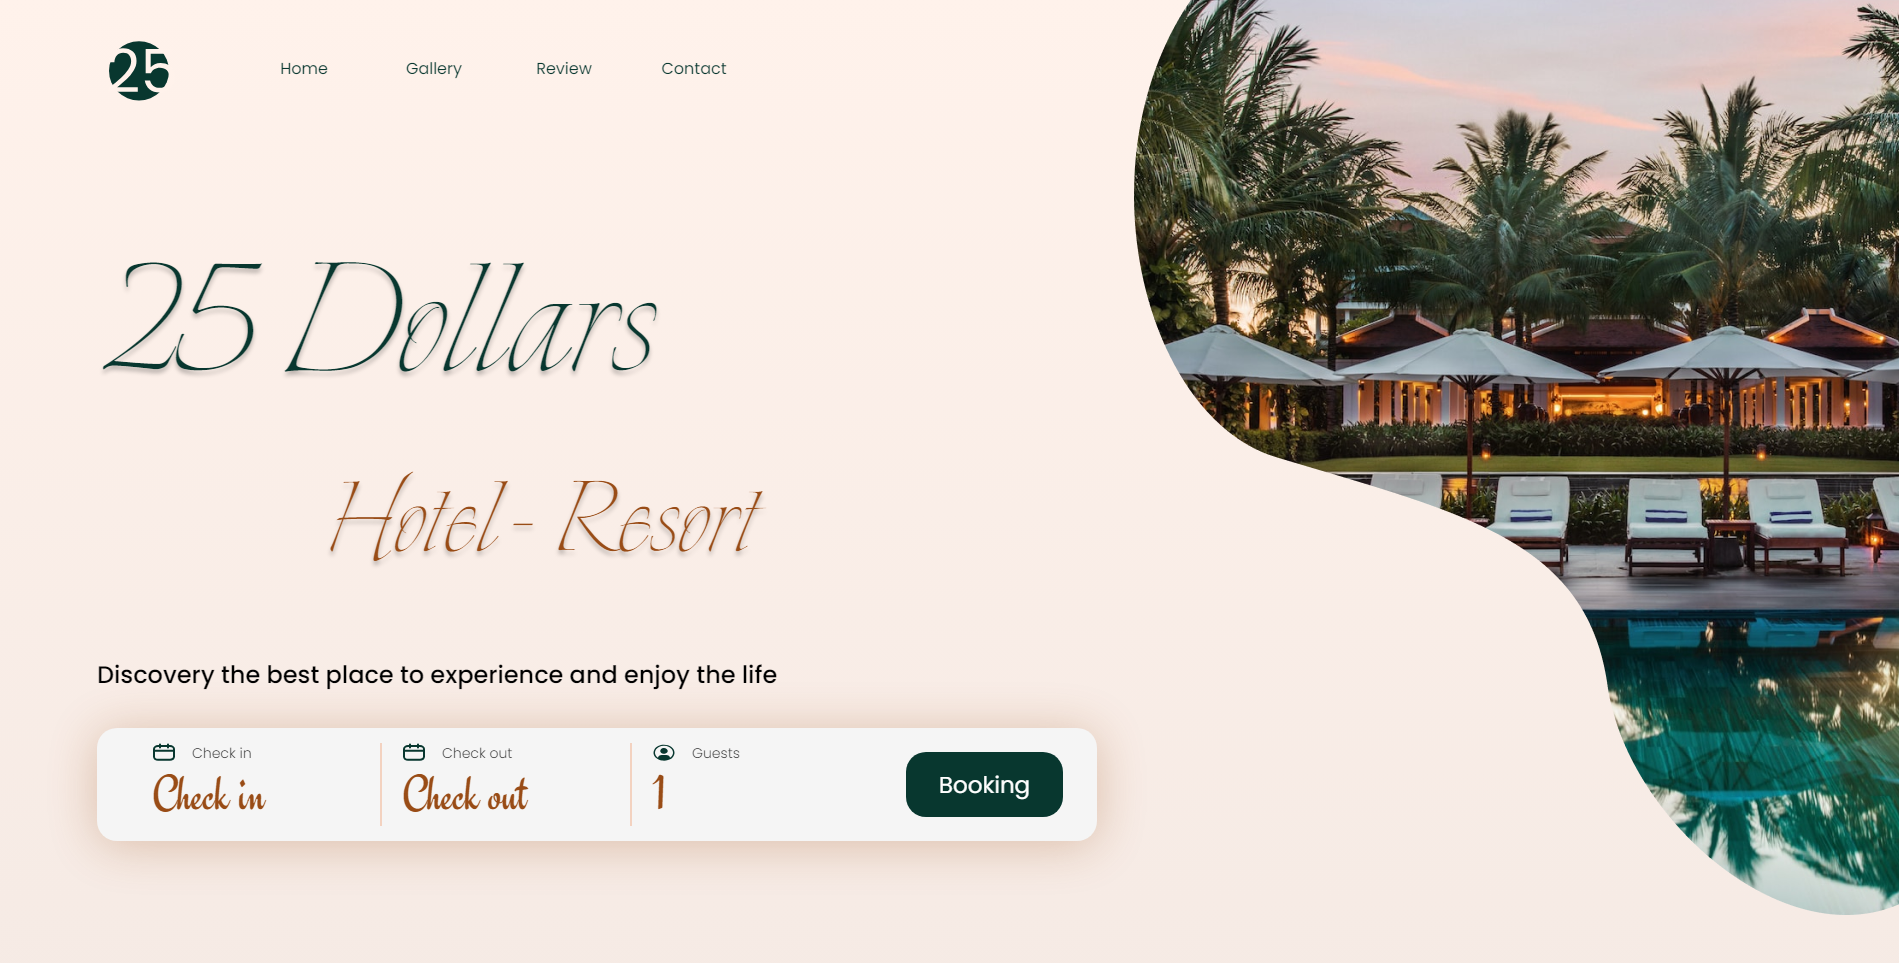 25
Home
Gallery
Review
Contact
25 Dollars
Hotel - Resort
Discovery the best place to experience and enjoy the life
Check in
Check in
Check out
Check out
Guests
1
Booking